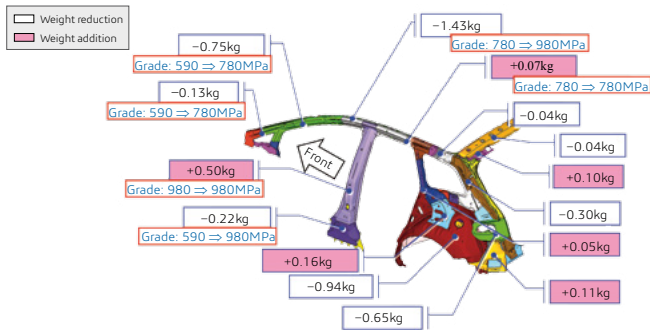 Weight reduction
Weight addition
−1.43kg
Grade: 780 ⇒ 980MPa
−0.75kg
Grade: 590 ⇒ 780MPa
+0.07kg
Grade: 780 ⇒ 780MPa
−0.13kg
Grade: 590 ⇒ 780MPa
−0.04kg
−0.04kg
Front
+0.50kg
Grade: 980 ⇒ 980MPa
+0.10kg
−0.22kg
Grade: 590 ⇒ 980MPa
−0.30kg
+0.05kg
+0.16kg
−0.94kg
+0.11kg
−0.65kg